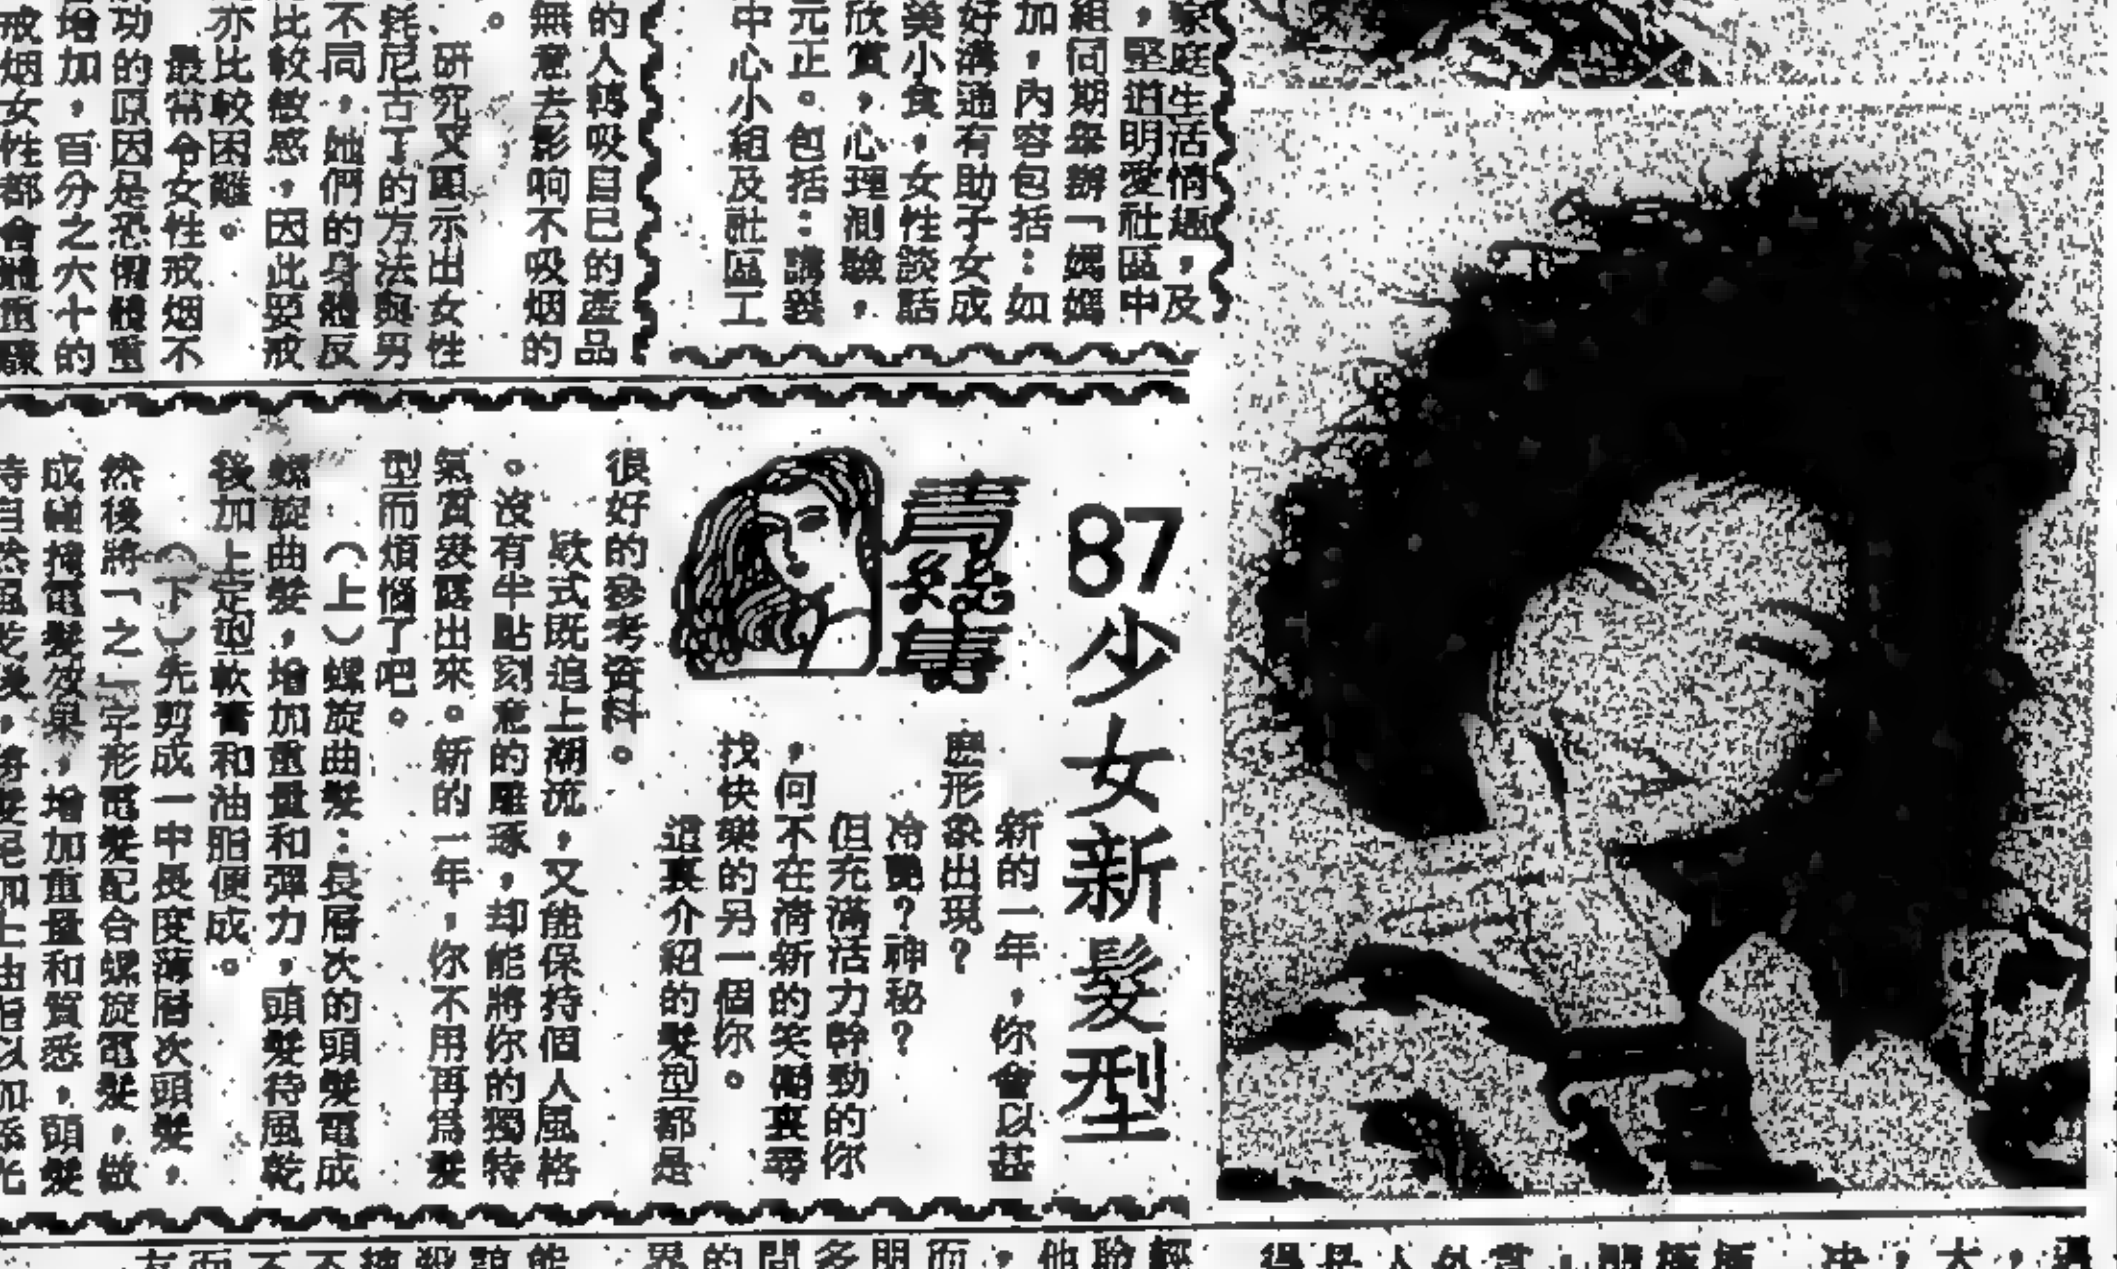 家庭生活情趣，及
，堅道明愛社區中
組同期舉辦「媽媽
加，內容包括：如
好溝通有助子女成
美小食，女性談話
欣賞，心理測驗，
元正。包括：講義
中心小組及社區工
的人轉吸自己的產品
無意去影响不吸烟的
。
研究又顯示出女性
耗尼古丁的方法與男
不同，她們的身體反
比較敏感，因此要戒
亦比較困難。
最常令女性戒烟不
功的原因是恐懼體重
增加，百分之六十的
戒烟女性都會體重
87少女新髮型
新的一年，你會以甚
麽形象出現？
冷艷？神秘？
但充滿活力幹勁的你
，何不在清新的笑臉裏尋
找快樂的另一個你。
這裏介紹的髮型都是
很好的參考資料。
款式既追上潮流，又能保持個人風格
。沒有半點刻意的雕琢，却能將你的獨特
氣質表露出來。新的一年，你不用再爲髮
型而煩惱了吧。
（上）螺旋曲髮：長層次的頭髮電成
螺旋曲髮，增加重量和彈力，頭髮待風乾
後加上定型軟膏和油脂便成。
（下）先剪成一中長度薄層次頭髮，
然後將「之」字形電髮配合螺旋電髮，做
成種種電髮效果，增加重量和質悉，頭髮